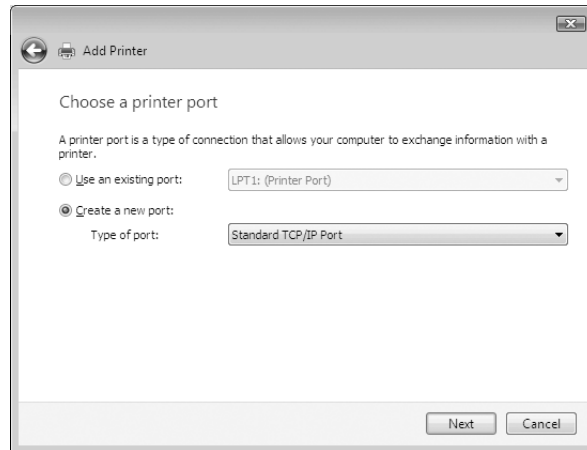 Add Printer
Choose a printer port
A printer port is a type of connection that allows your computer to exchange information with a
printer.
Use an existing port: LPT1: (Printer Port)
Create a new port:
Type of port: Standard TCP/IP Port
Next Cancel